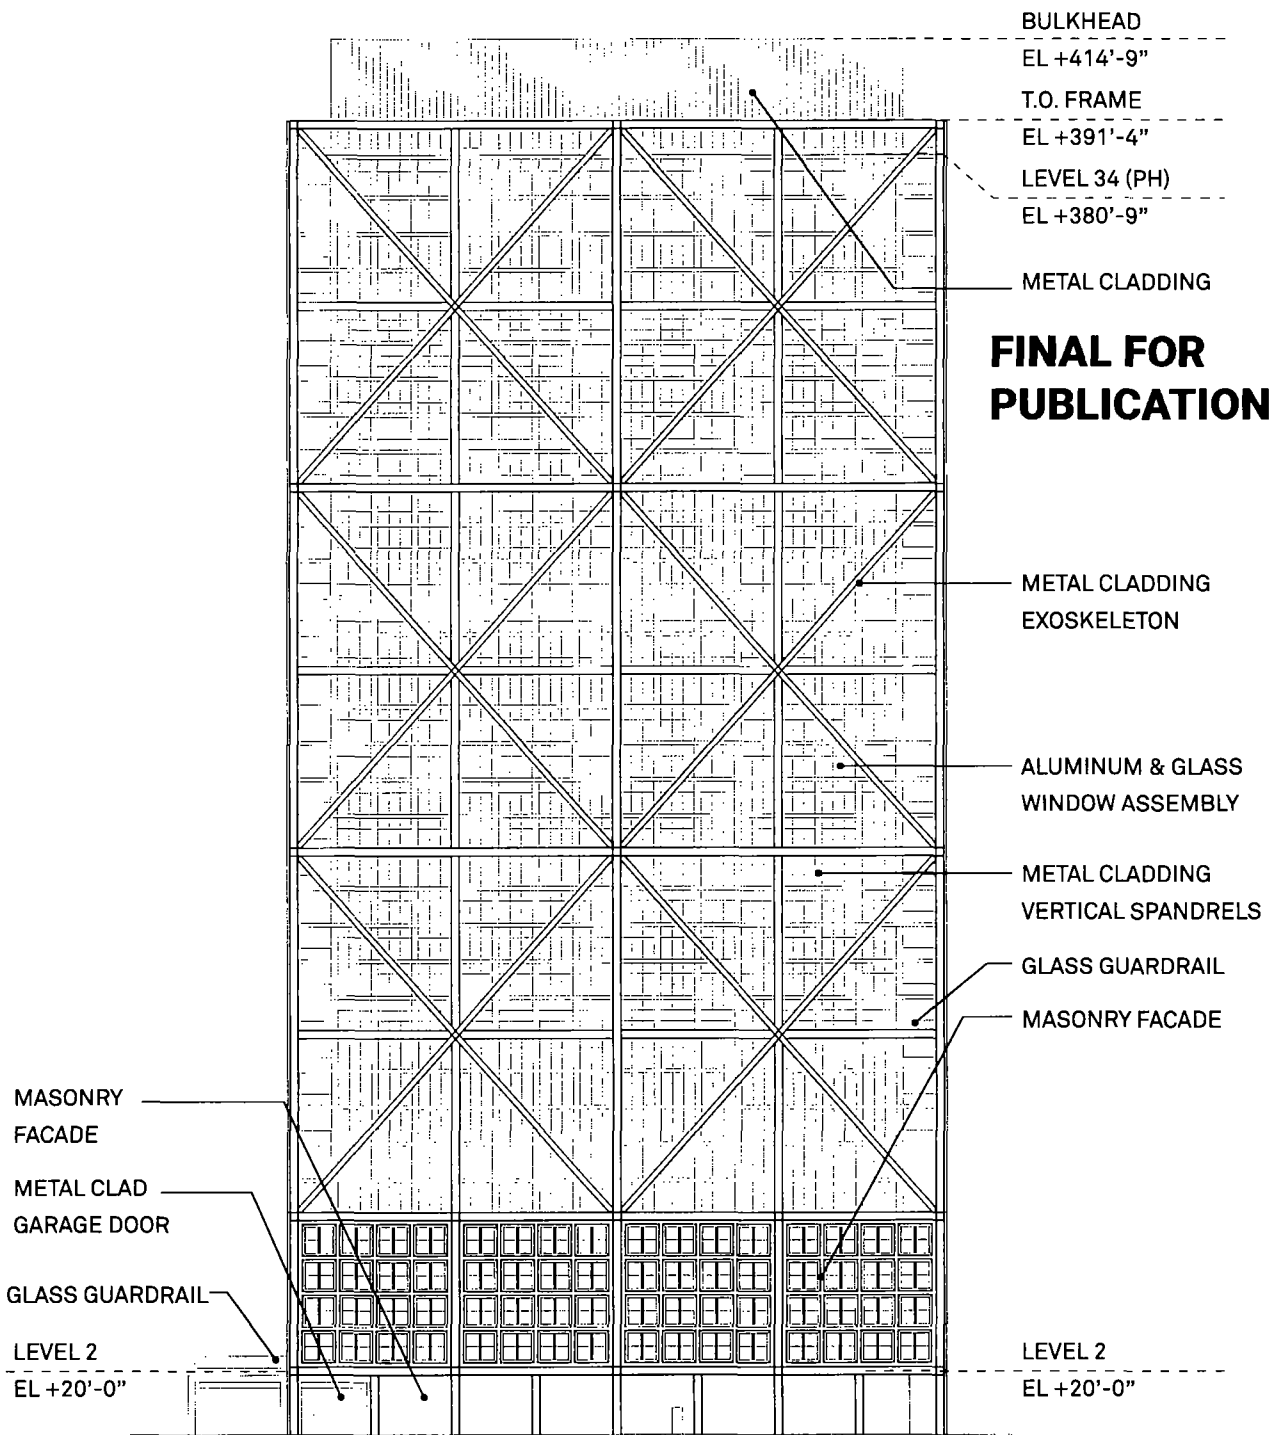 BULKHEAD
EL +414'-9"
T.O. FRAME
EL +391'-4"
LEVEL 34 (PH)
EL +380'-9"
METAL CLADDING
FINAL FOR
PUBLICATION
METAL CLADDING
EXOSKELETON
ALUMINUM & GLASS
WINDOW ASSEMBLY
METAL CLADDING
VERTICAL SPANDRELS
GLASS GUARDRAIL
MASONRY FACADE
MASONRY
FACADE
METAL CLAD
GARAGE DOOR
GLASS GUARDRAIL
LEVEL 2
EL +20'-0"
LEVEL 2
EL +20'-0"